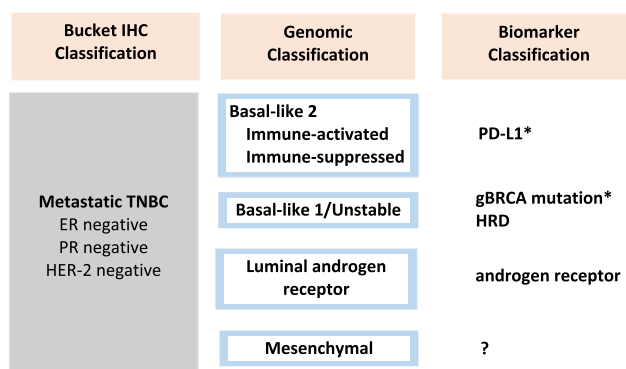 Bucket IHC
Classification
Genomic
Classification
Biomarker
Classification
Metastatic TNBC
ER negative
PR negative
HER-2 negative
Basal-like 2
Immune-activated
Immune-suppressed
PD-L1*
Basal-like 1/Unstable
gBRCA mutation*
HRD
Luminal androgen
receptor
androgen receptor
Mesenchymal
?